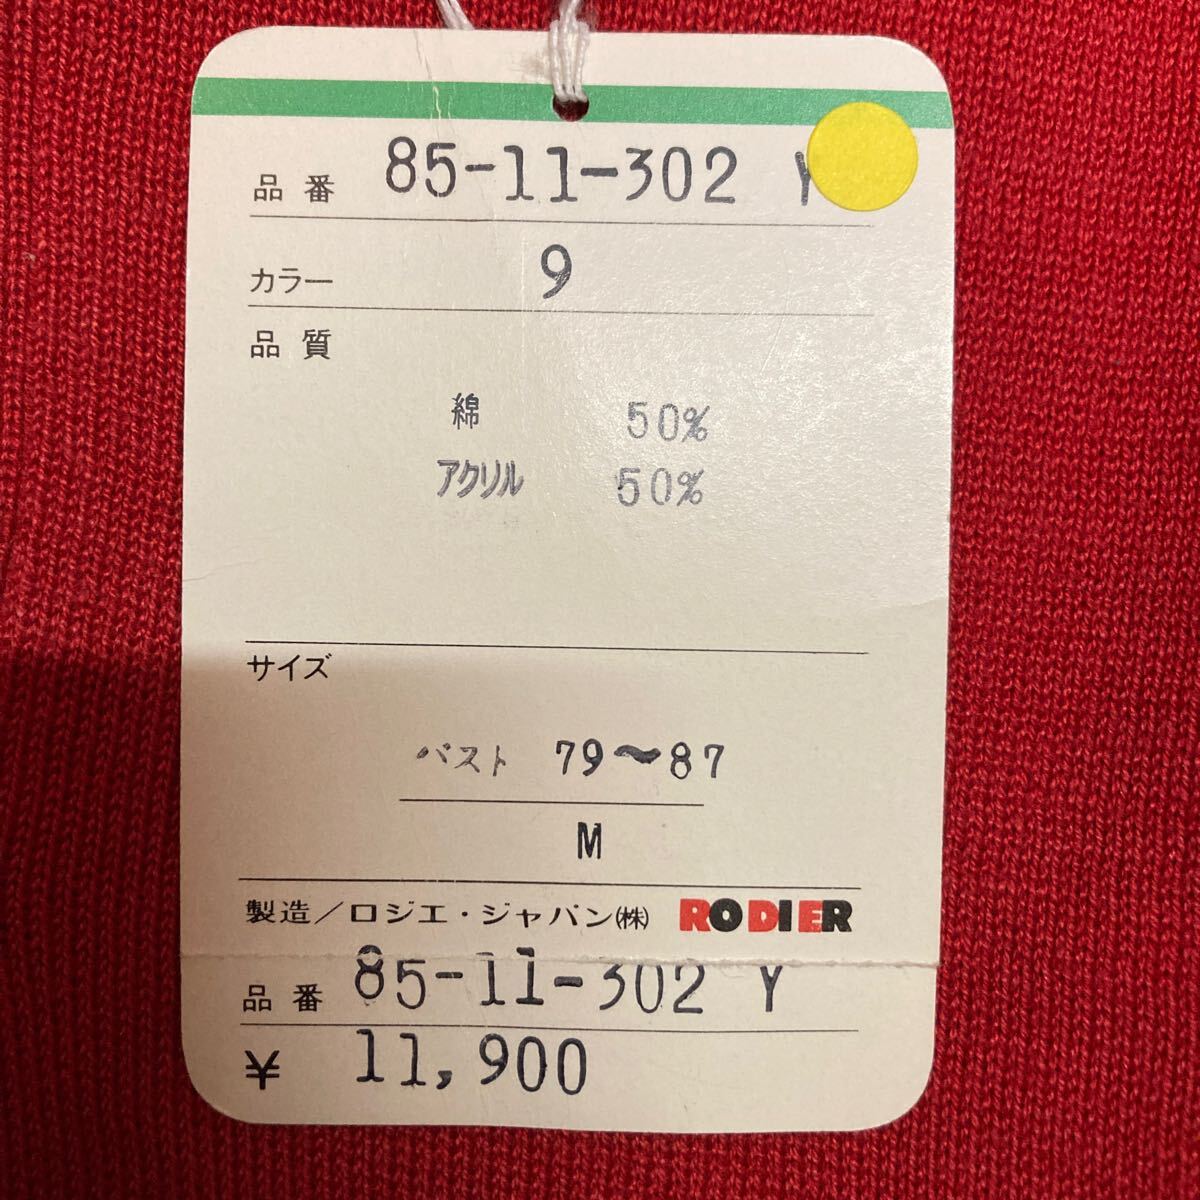 品番 85-11-302 Y
カラー 9
品質
綿 50%
アクリル 50%
サイズ
バスト 79〜87
M
製造/ロジエ・ジャパン㈱ RODIER
品番 85-11-302 Y
¥ 11,900